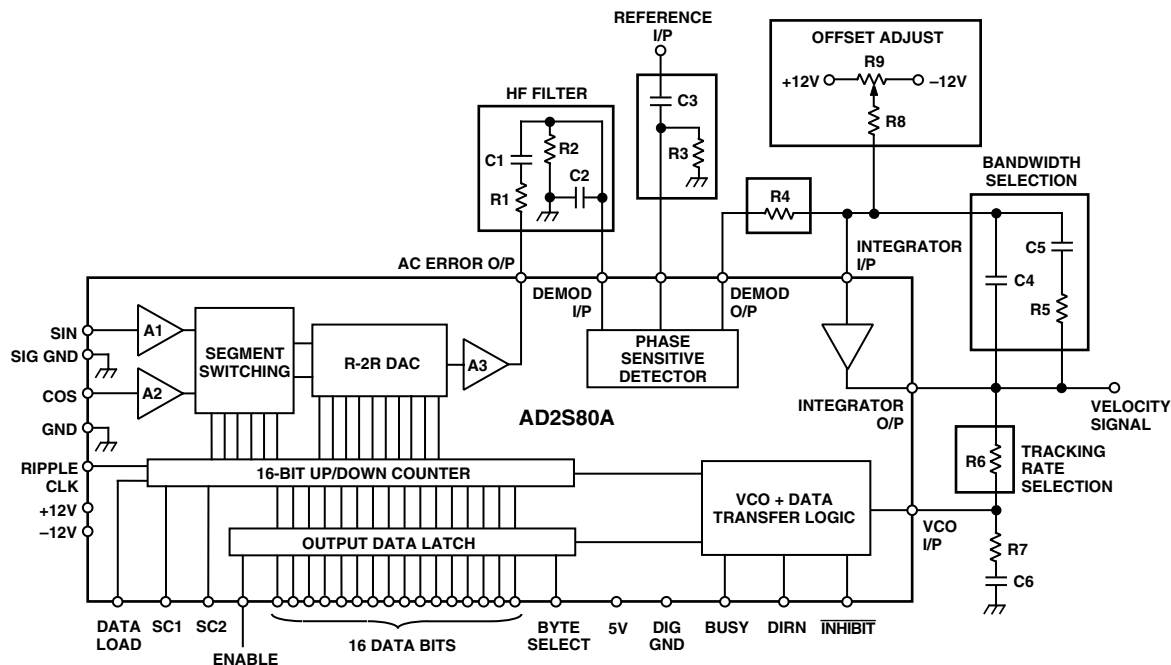 REFERENCE
I/P
OFFSET ADJUST
R9
+12V
–12V
R8
HF FILTER
C3
R3
C1
R2
C2
R1
BANDWIDTH
SELECTION
R4
C5
C4
R5
AC ERROR O/P
INTEGRATOR
I/P
DEMOD
I/P
DEMOD
O/P
SIN
A1
SIG GND
SEGMENT
SWITCHING
R-2R DAC
A3
PHASE
SENSITIVE
DETECTOR
COS
A2
AD2S80A
INTEGRATOR
O/P
VELOCITY
SIGNAL
GND
RIPPLE
CLK
16-BIT UP/DOWN COUNTER
R6
TRACKING
RATE
SELECTION
+12V
–12V
VCO + DATA
TRANSFER LOGIC
VCO
I/P
OUTPUT DATA LATCH
R7
C6
DATA
LOAD
SC1
SC2
ENABLE
16 DATA BITS
BYTE
SELECT
5V
DIG
GND
BUSY
DIRN
INHIBIT